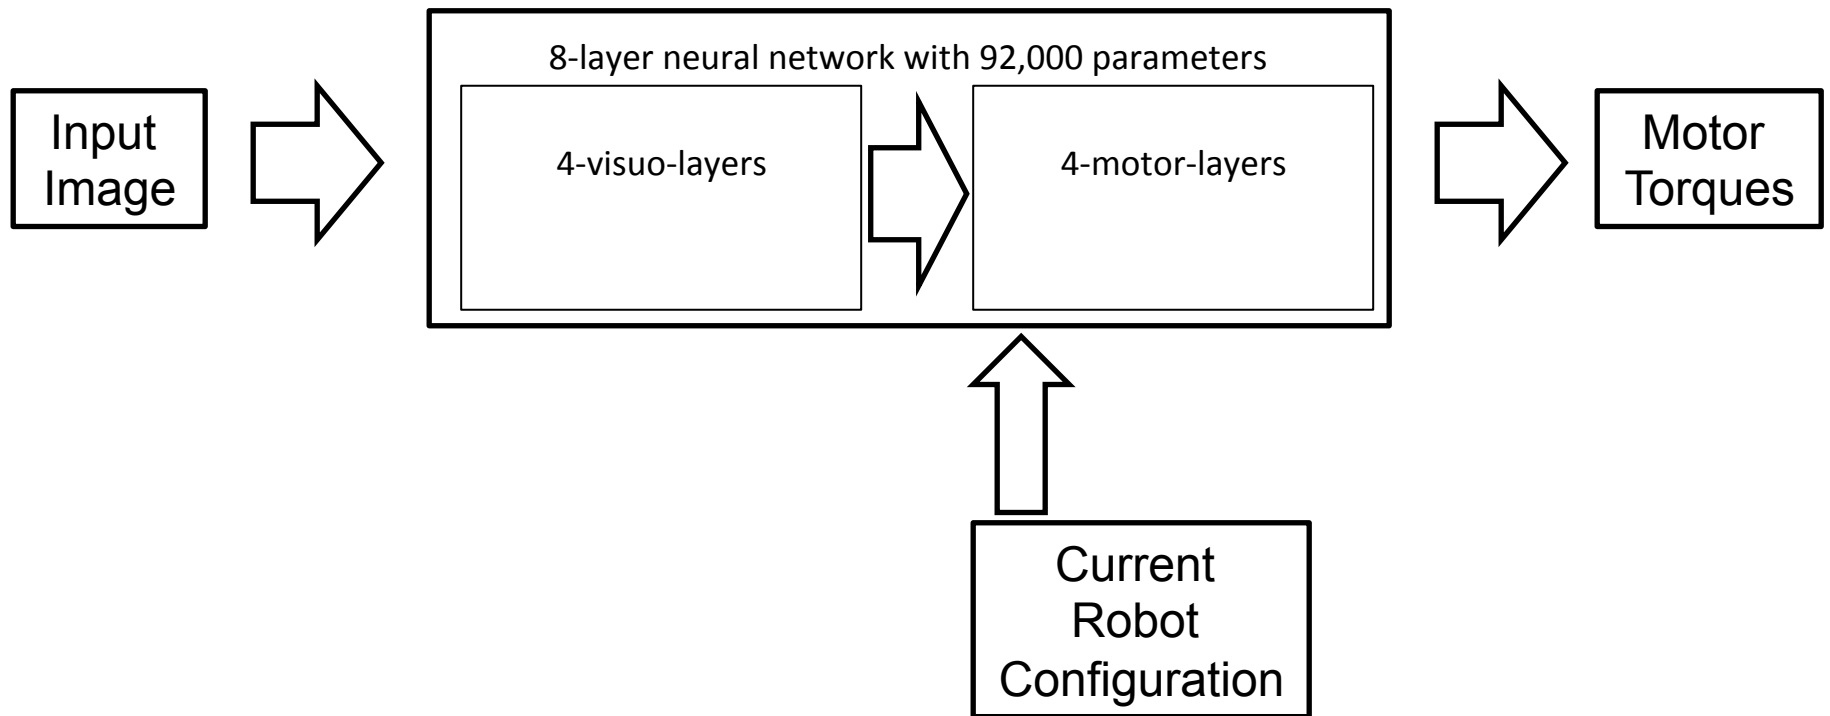 8-layer neural network with 92,000 parameters
Input
Image
4-visuo-layers
4-motor-layers
Motor
Torques
Current
Robot
Configuration